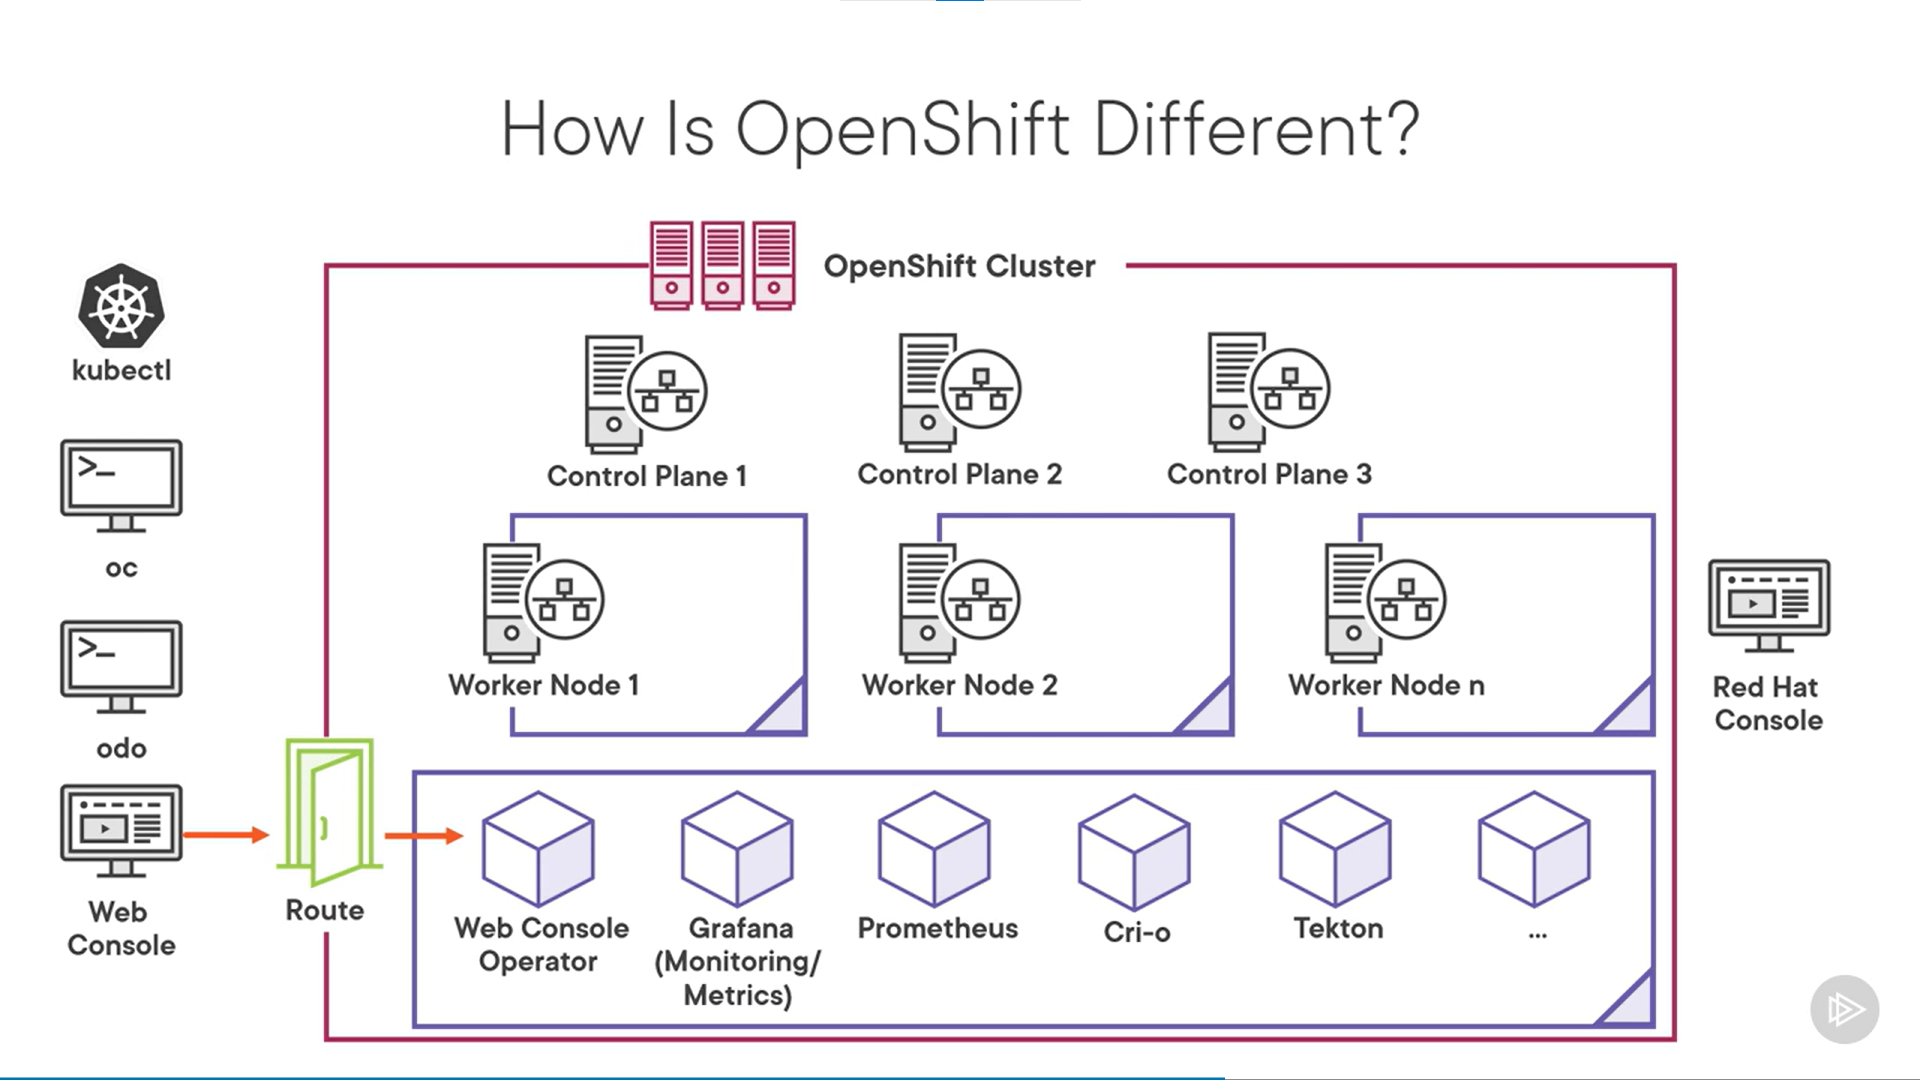 How Is OpenShift Different?
OpenShift Cluster
kubectl
Control Plane 1
Control Plane 2
Control Plane 3
>_
oc
>_
odo
Worker Node 1
Worker Node 2
Worker Node n
Red Hat
Console
Web
Console
Route
Web Console
Operator
Grafana
(Monitoring/
Metrics)
Prometheus
Cri-o
Tekton
...